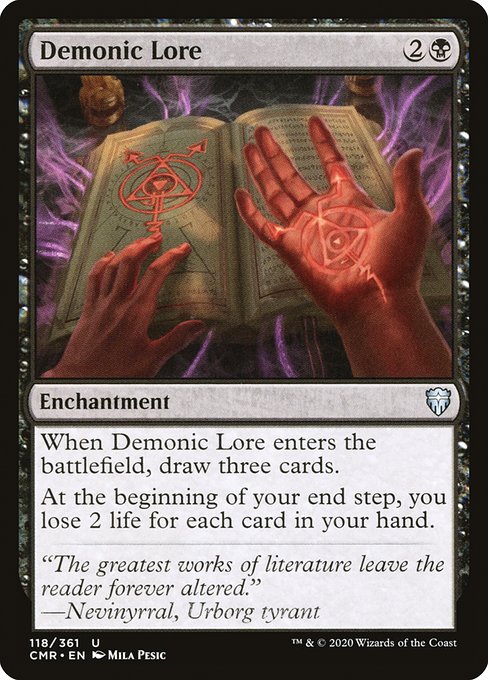 Demonic Lore 2
Enchantment
When Demonic Lore enters the
battlefield, draw three cards.
At the beginning of your end step, you
lose 2 life for each card in your hand.
“The greatest works of literature leave the
reader forever altered.”
—Nevinyrral, Urborg tyrant
118/361 U
CMR • EN Mila Pesic
™ & © 2020 Wizards of the Coast